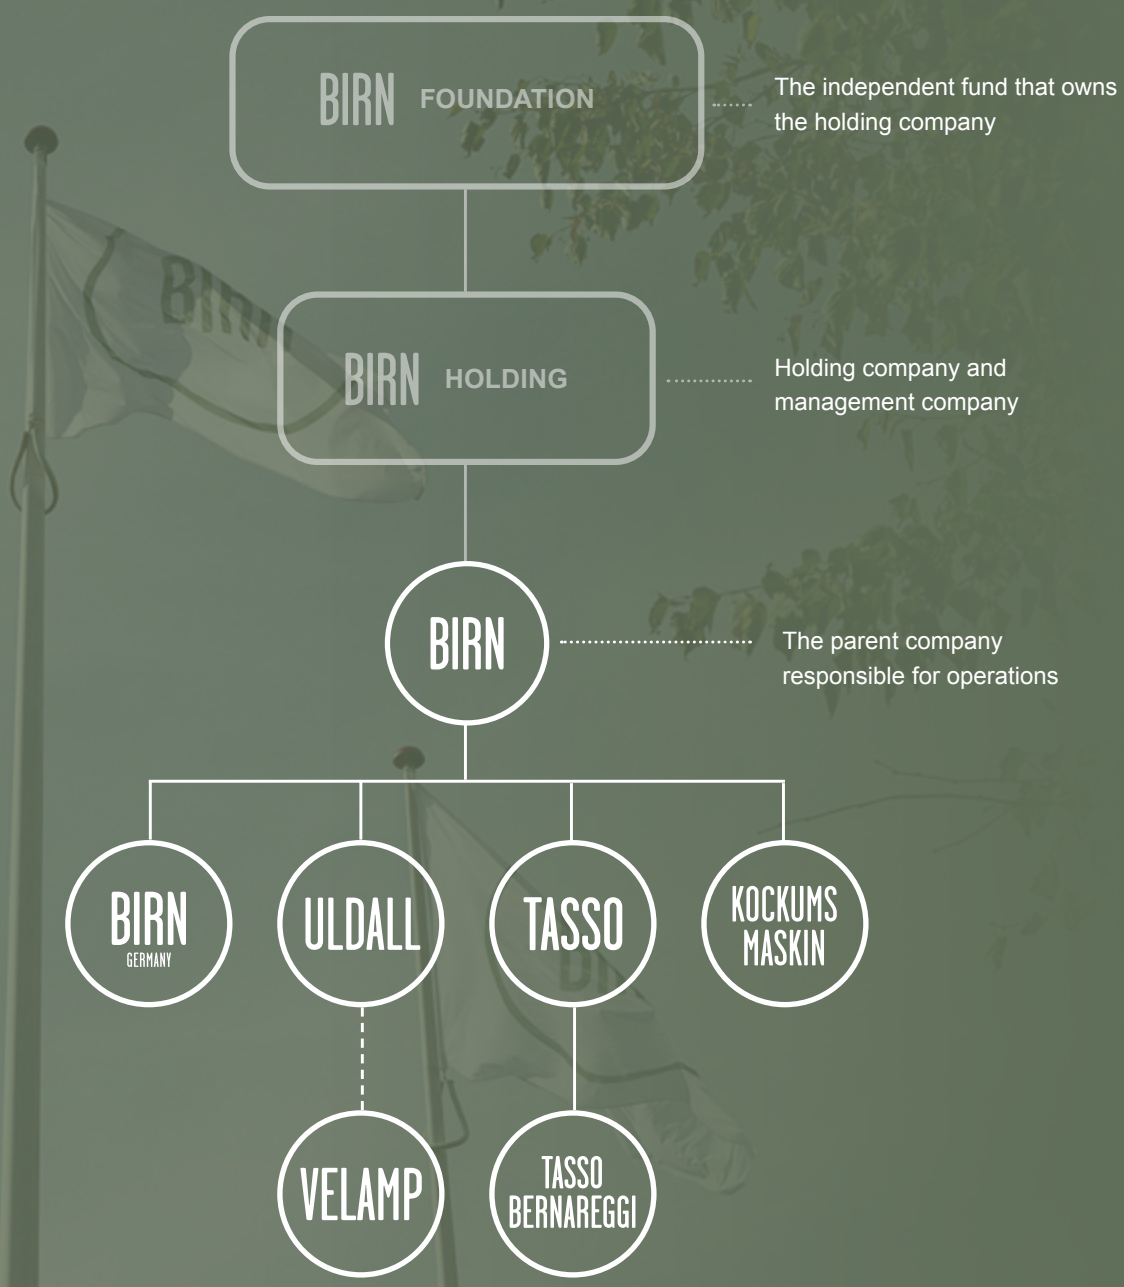 BIRN FOUNDATION
The independent fund that owns
the holding company
BIRN
BIRN HOLDING
Holding company and
management company
BIRN
The parent company
responsible for operations
BIRN
GERMANY
ULDALL
TASSO
KOCKUMS
MASKIN
VELAMP
TASSO
BERNAREGGI